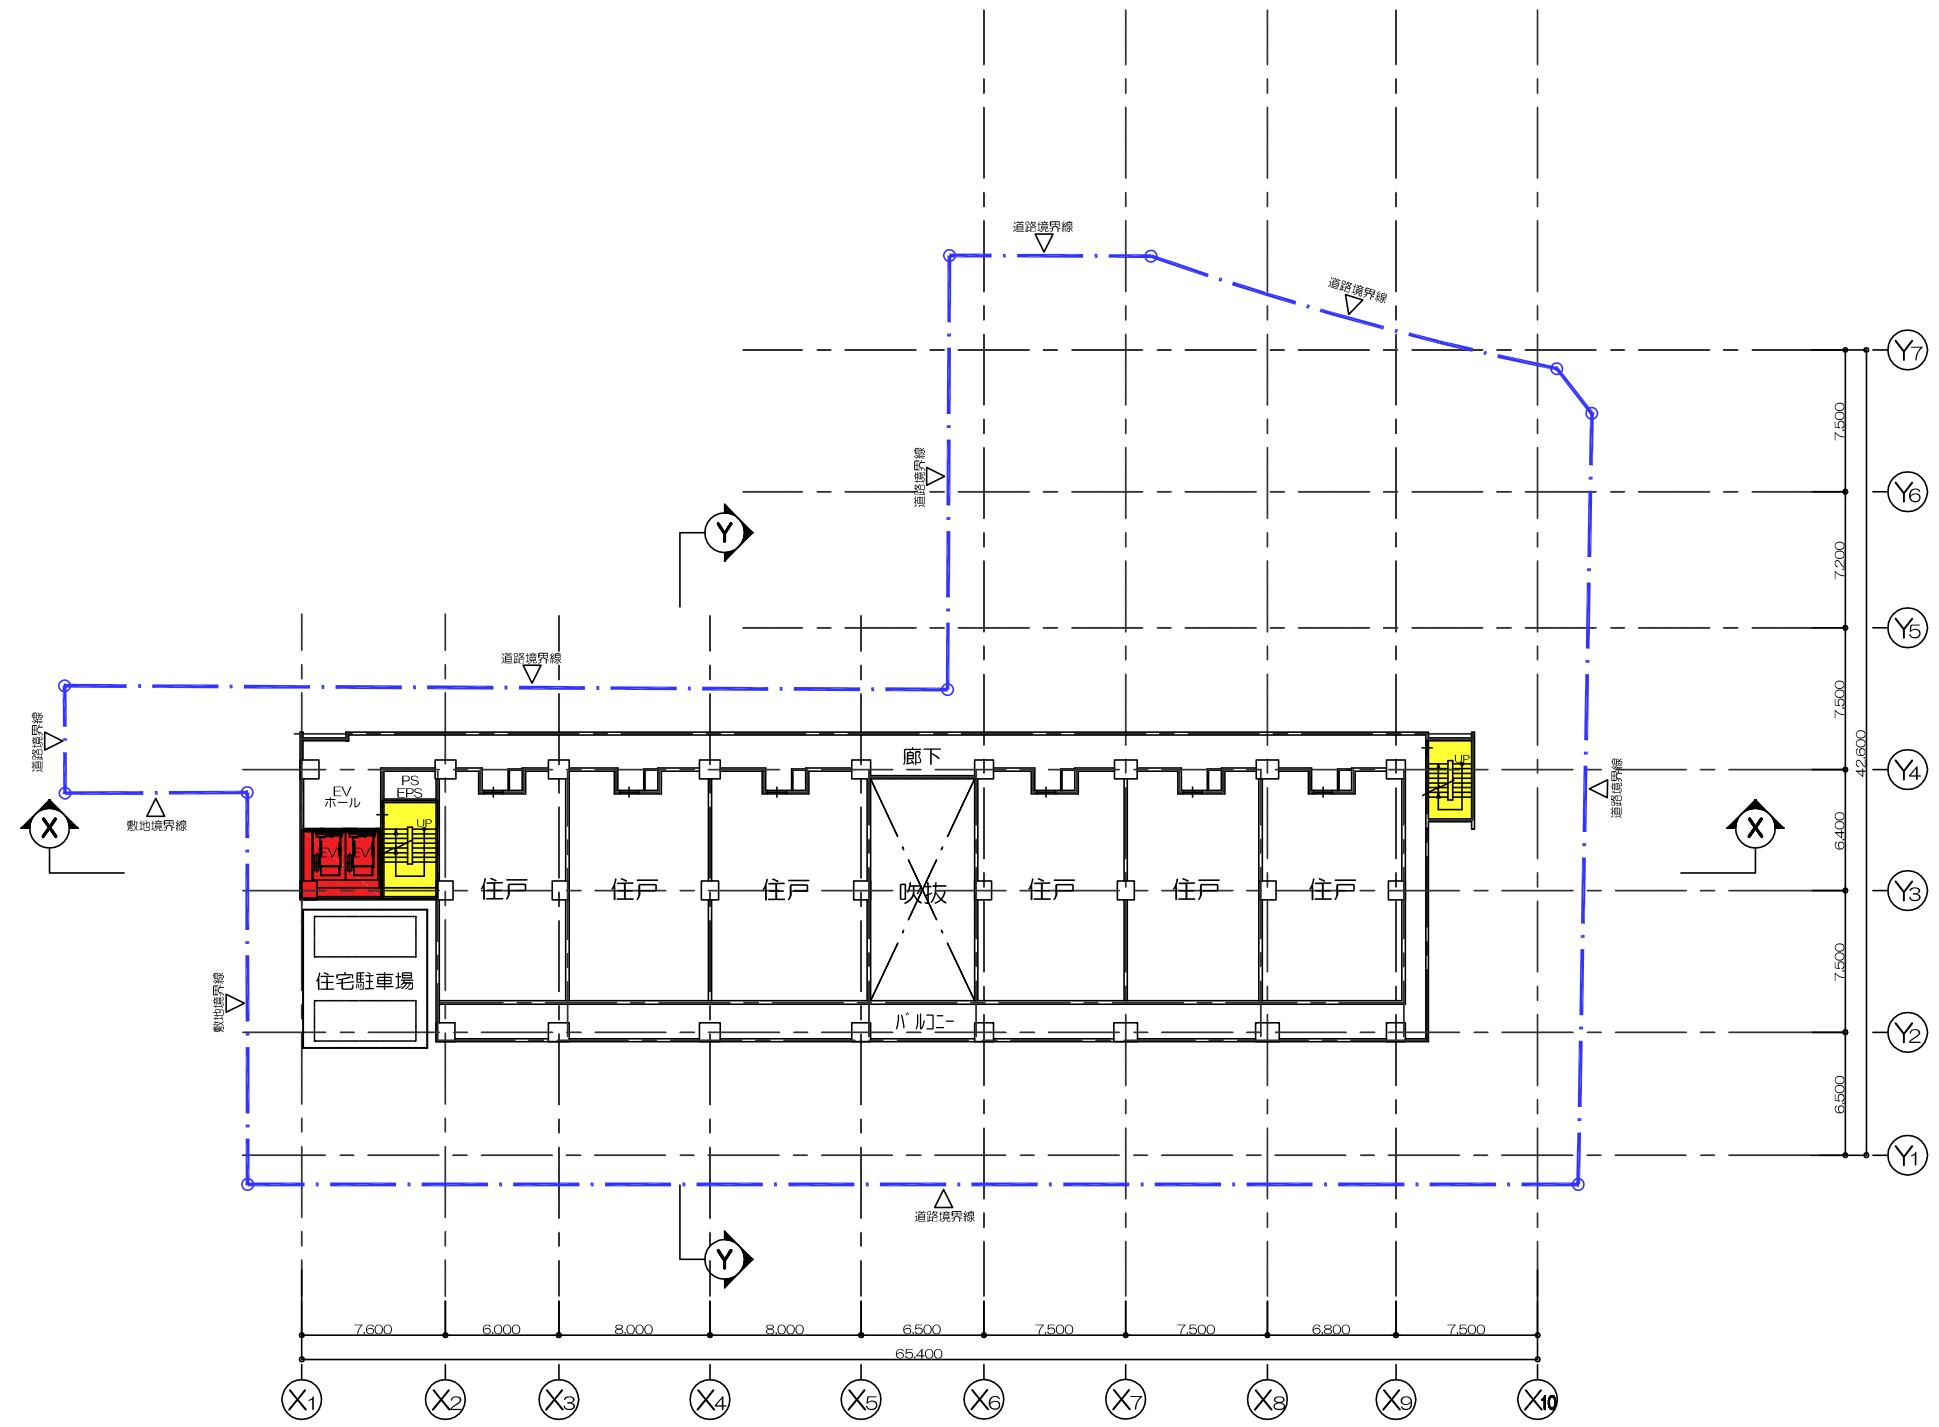 道路境界線
道路境界線
Y7
7,500
道路境界線
Y6
Y
7,200
Y5
道路境界線
7,500
道路境界線
42,600
廊下
UP
Y4
PS
EPS
EV
ホール
道路境界線
敷地境界線
X
X
UP
6,400
EV
EV
住戸
住戸
住戸
吹抜
住戸
住戸
住戸
Y3
住宅駐車場
7,500
敷地境界線
バルコニー
Y2
6,500
Y1
道路境界線
Y
7,600
6,000
8,000
8,000
6,500
7,500
7,500
6,800
7,500
65,400
X1
X2
X3
X4
X5
X6
X7
X8
X9
X10